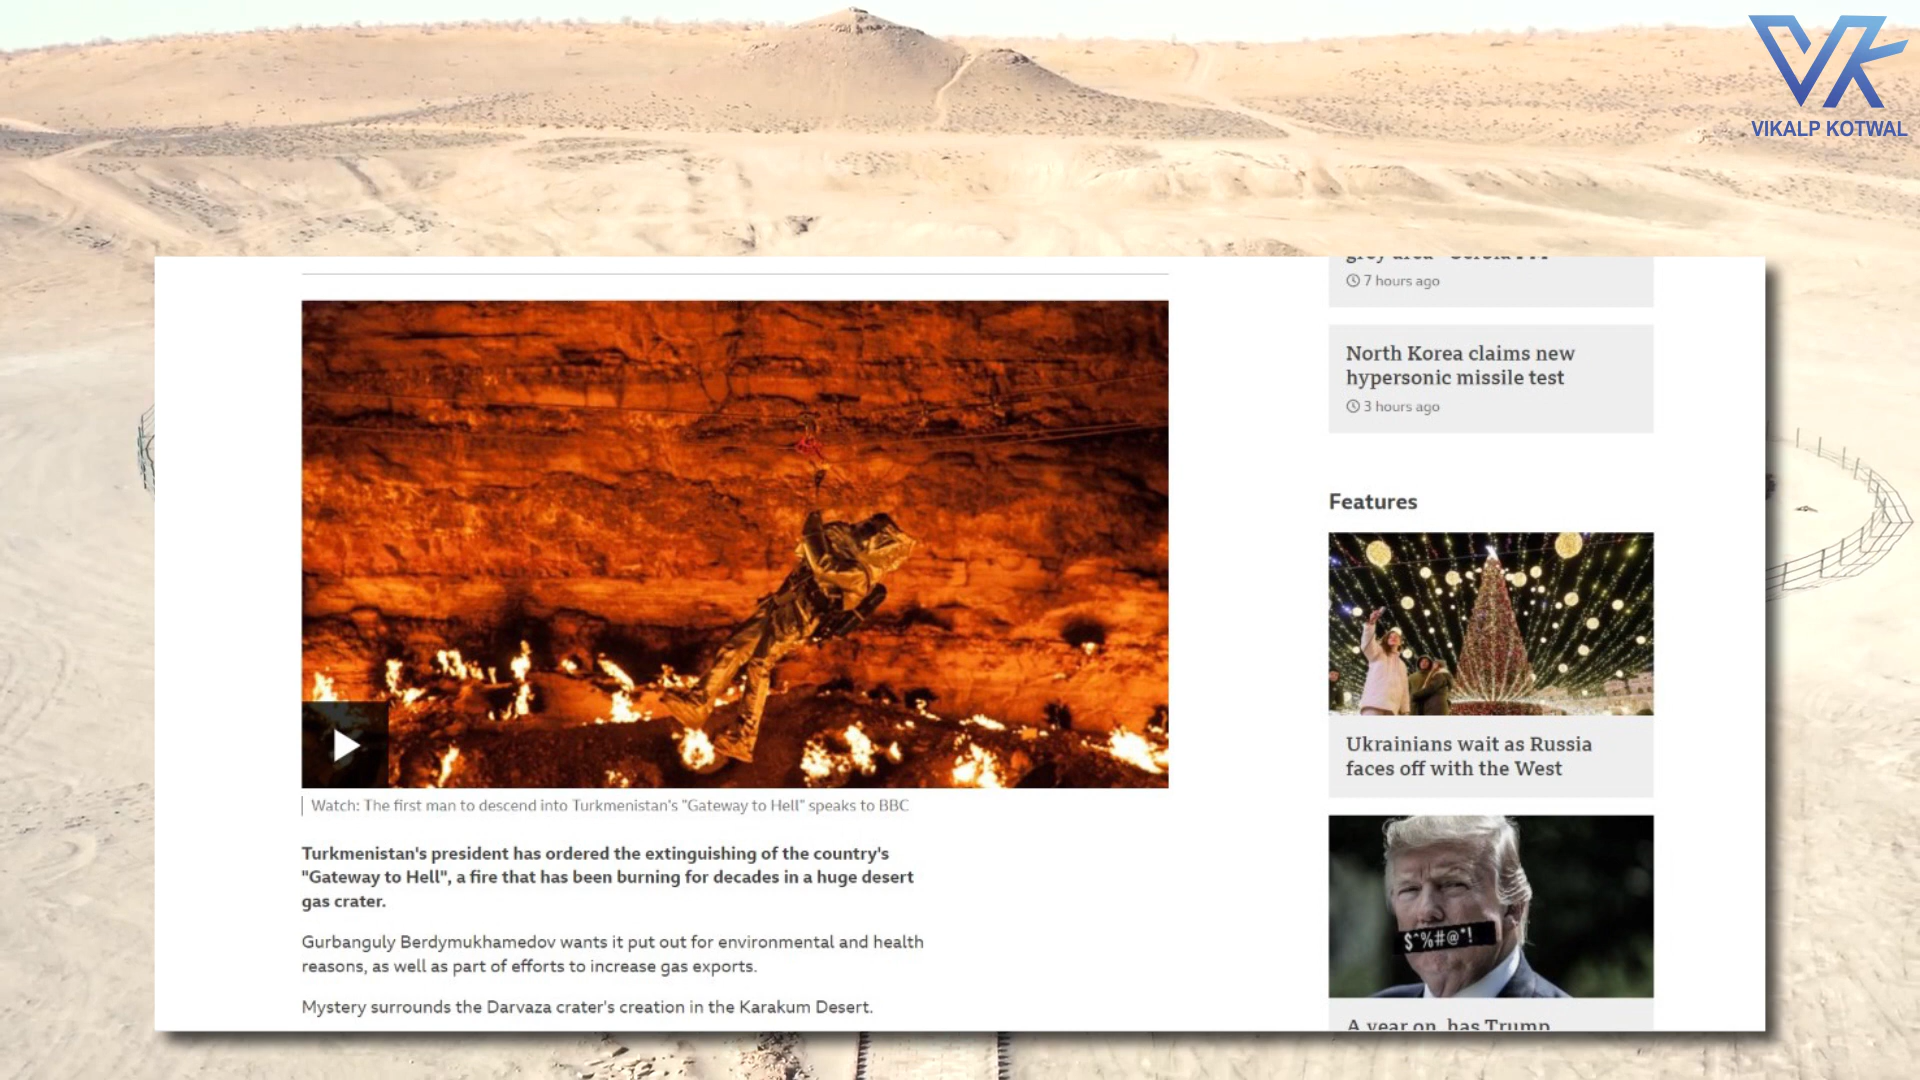 VIKALP KOTWAL
7 hours ago
North Korea claims new
hypersonic missile test
3 hours ago
Features
Ukrainians wait as Russia
faces off with the West
$^%#@*!
A year on, has Trump
Watch: The first man to descend into Turkmenistan's "Gateway to Hell" speaks to BBC
Turkmenistan's president has ordered the extinguishing of the country's
"Gateway to Hell", a fire that has been burning for decades in a huge desert
gas crater.
Gurbanguly Berdymukhamedov wants it put out for environmental and health
reasons, as well as part of efforts to increase gas exports.
Mystery surrounds the Darvaza crater's creation in the Karakum Desert.